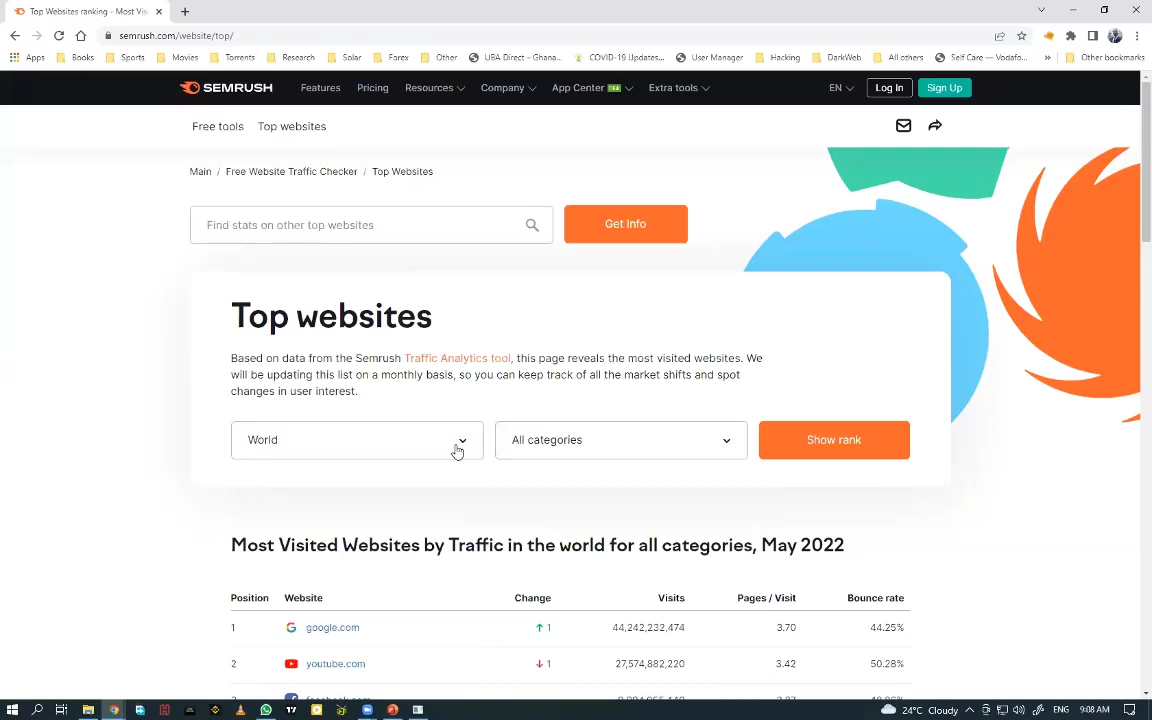 Top Websites ranking - Most Vis
semrush.com/website/top/
Apps Books Sports Movies Torrents Research Solar Forex Other UBA Direct – Ghana... COVID-19 Updates... User Manager Hacking DarkWeb All others Self Care — Vodafo... » Other bookmarks
SEMRUSH Features Pricing Resources Company App Center Extra tools EN Log In Sign Up
Free tools Top websites
Main / Free Website Traffic Checker / Top Websites
Find stats on other top websites Get Info
Top websites
Based on data from the Semrush Traffic Analytics tool, this page reveals the most visited websites. We
will be updating this list on a monthly basis, so you can keep track of all the market shifts and spot
changes in user interest.
World All categories Show rank
Most Visited Websites by Traffic in the world for all categories, May 2022
Position Website Change Visits Pages / Visit Bounce rate
1 google.com ↑ 1 44,242,232,474 3.70 44.25%
2 youtube.com ↓ 1 27,574,882,220 3.42 50.28%
24°C Cloudy ENG 9:08 AM